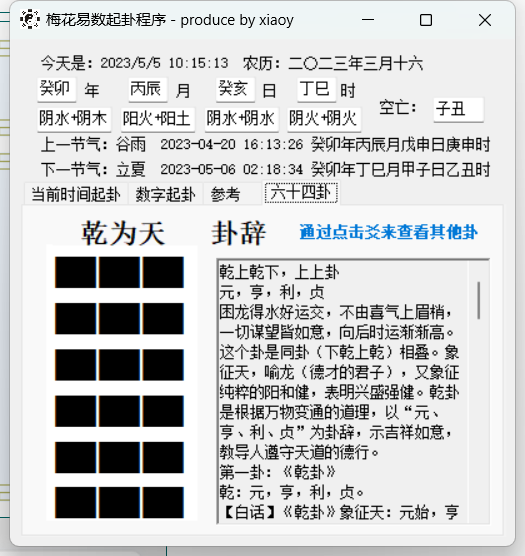 梅花易数起卦程序 - produce by xiaoy
今天是：2023/5/5 10:15:13 农历：二〇二三年三月十六
癸卯 年 丙辰 月 癸亥 日 丁巳 时
空亡： 子丑
阴水+阴木 阳火+阳土 阴水+阴水 阴火+阴火
上一节气：谷雨 2023-04-20 16:13:26 癸卯年丙辰月戊申日庚申时
下一节气：立夏 2023-05-06 02:18:34 癸卯年丁巳月甲子日乙丑时
当前时间起卦 数字起卦 参考 六十四卦
乾为天 卦辞 通过点击爻来查看其他卦
乾上乾下，上上卦
元，亨，利，贞
困龙得水好运交，不由喜气上眉梢，
一切谋望皆如意，向后时运渐渐高。
这个卦是同卦（下乾上乾）相叠。象
征天，喻龙（德才的君子），又象征
纯粹的阳和健，表明兴盛强健。乾卦
是根据万物变通的道理，以“元、
亨、利、贞”为卦辞，示吉祥如意，
教导人遵守天道的德行。
第一卦：《乾卦》
乾：元，亨，利，贞。
【白话】《乾卦》象征天：元始，亨